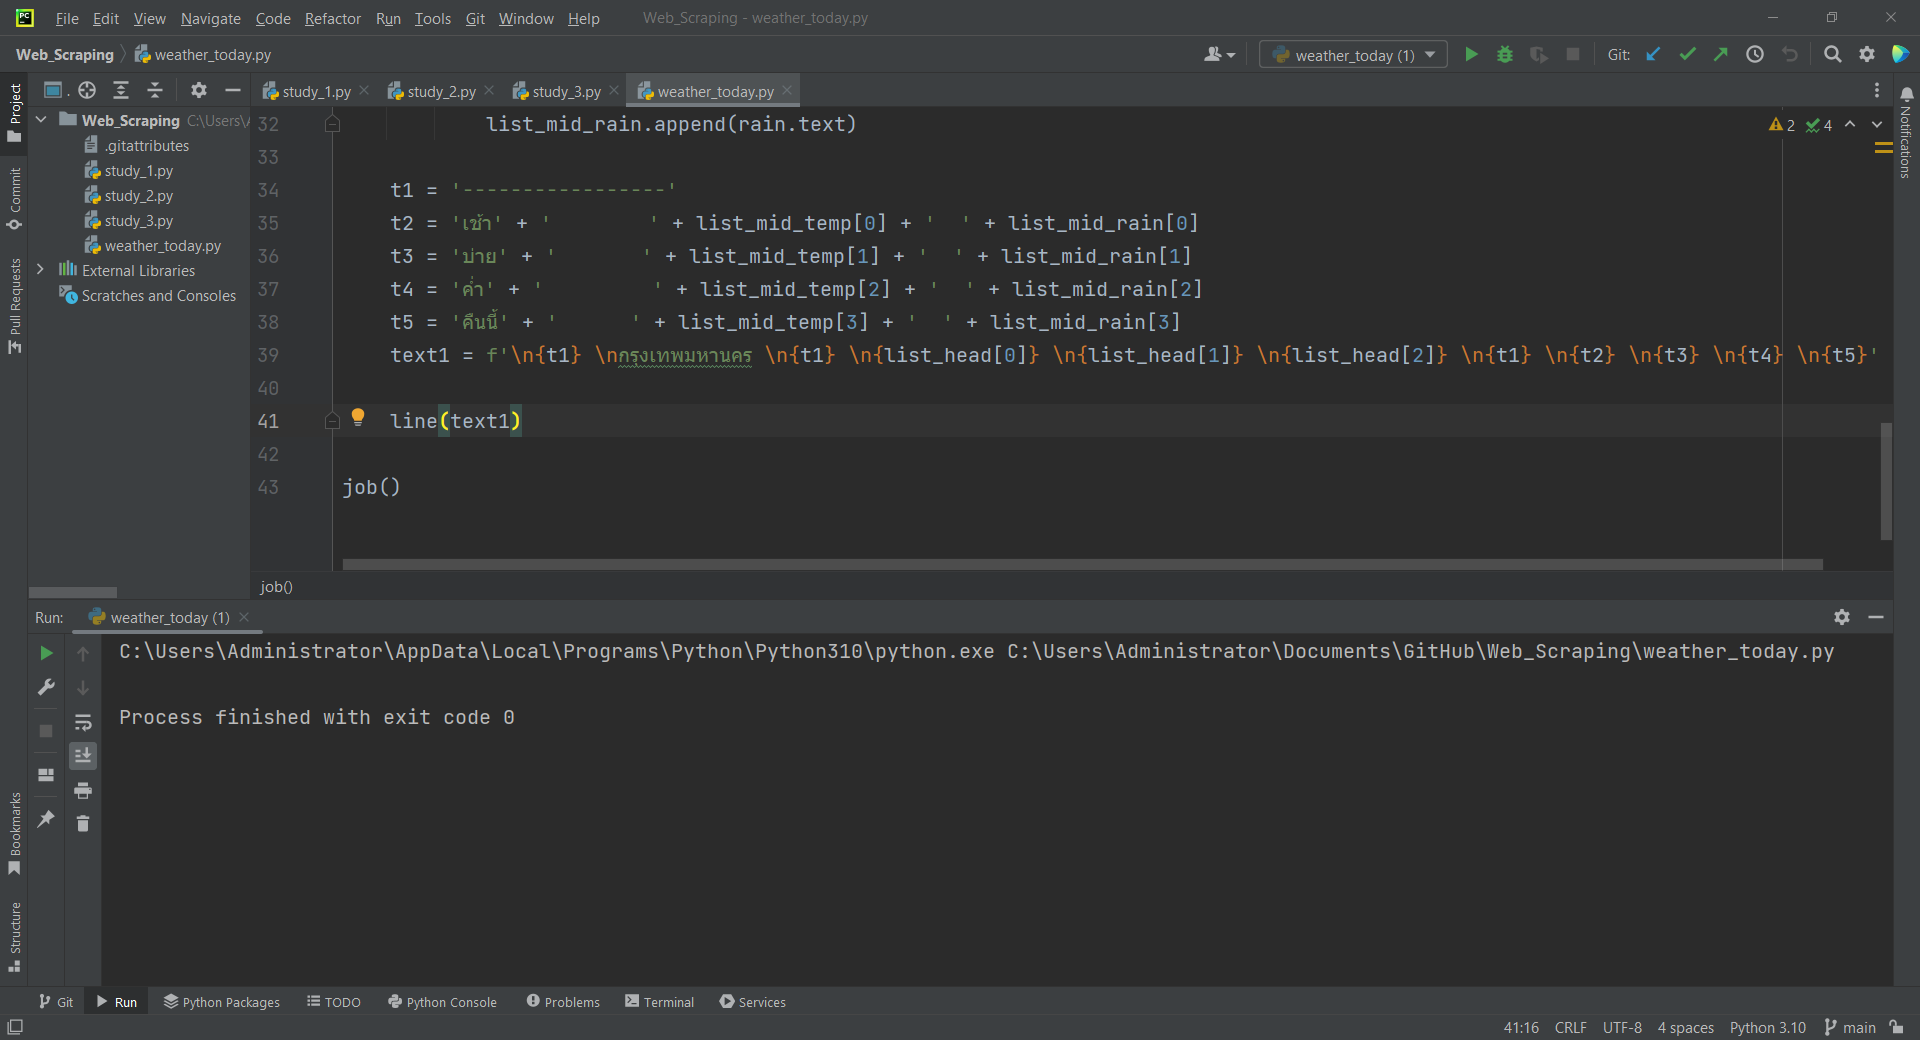 File Edit View Navigate Code Refactor Run Tools Git Window Help Web_Scraping - weather_today.py
Web_Scraping weather_today.py weather_today (1) Git:
study_1.py study_2.py study_3.py weather_today.py
Project
Commit
Pull Requests
Bookmarks
Structure
Notifications
Web_Scraping C:\Users\
.gitattributes
study_1.py
study_2.py
study_3.py
weather_today.py
External Libraries
Scratches and Consoles
2 4
32 list_mid_rain.append(rain.text)
33
34 t1 = '-----------------'
35 t2 = 'เช้า' + '        ' + list_mid_temp[0] + '  ' + list_mid_rain[0]
36 t3 = 'บ่าย' + '       ' + list_mid_temp[1] + '  ' + list_mid_rain[1]
37 t4 = 'ค่ำ' + '         ' + list_mid_temp[2] + '  ' + list_mid_rain[2]
38 t5 = 'คืนนี้' + '      ' + list_mid_temp[3] + '  ' + list_mid_rain[3]
39 text1 = f'\n{t1} \nกรุงเทพมหานคร \n{t1} \n{list_head[0]} \n{list_head[1]} \n{list_head[2]} \n{t1} \n{t2} \n{t3} \n{t4} \n{t5}'
40
41 line(text1)
42
43 job()
job()
Run: weather_today (1)
C:\Users\Administrator\AppData\Local\Programs\Python\Python310\python.exe C:\Users\Administrator\Documents\GitHub\Web_Scraping\weather_today.py
Process finished with exit code 0
Git Run Python Packages TODO Python Console Problems Terminal Services
41:16 CRLF UTF-8 4 spaces Python 3.10 main